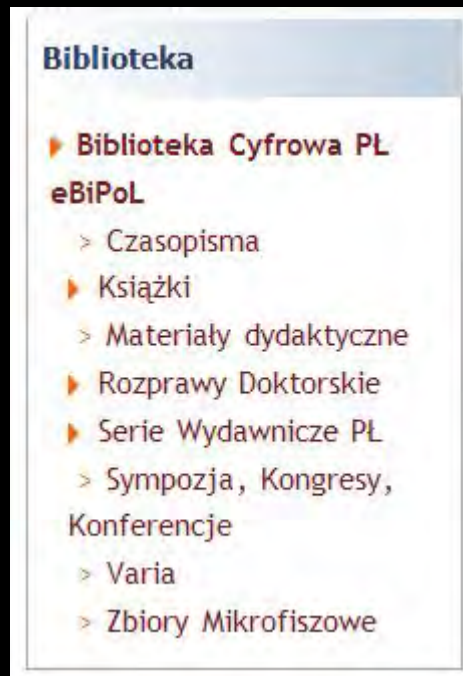 Biblioteka
Biblioteka Cyfrowa PŁ
eBiPoL
> Czasopisma
Książki
> Materiały dydaktyczne
Rozprawy Doktorskie
Serie Wydawnicze PŁ
> Sympozja, Kongresy,
Konferencje
> Varia
> Zbiory Mikrofiszowe